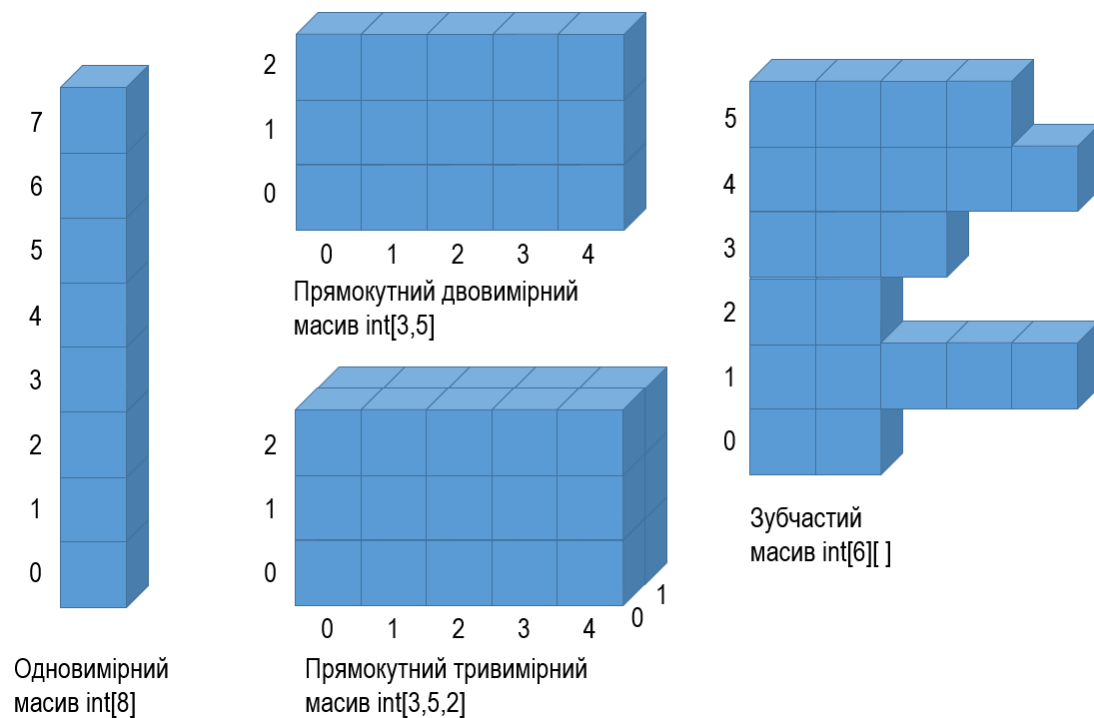 7
6
5
4
3
2
1
0
Одновимірний
масив int[8]
2
1
0
0 1 2 3 4
Прямокутний двовимірний
масив int[3,5]
2
1
0
0 1 2 3 4 0 1
Прямокутний тривимірний
масив int[3,5,2]
5
4
3
2
1
0
Зубчастий
масив int[6][ ]